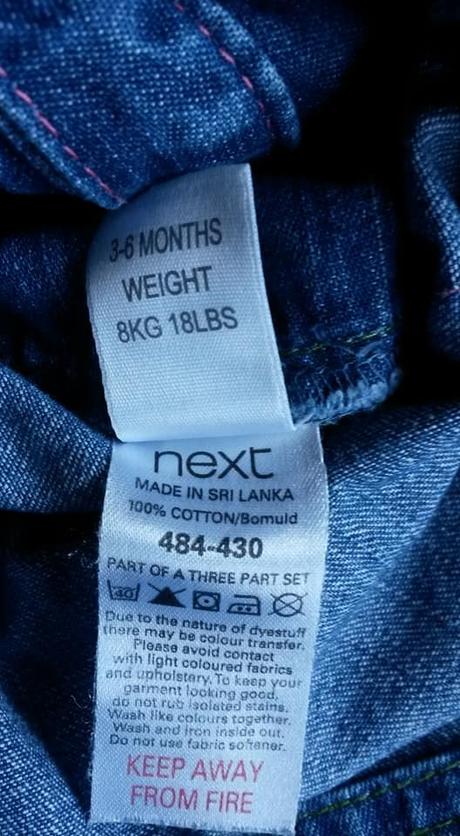 3-6 MONTHS
WEIGHT
8KG 18LBS
next
MADE IN SRI LANKA
100% COTTON/Bomuld
484-430
PART OF A THREE PART SET
40
Due to the nature of dyestuff
there may be colour transfer.
Please avoid contact
with light coloured fabrics
and upholstery. To keep your
garment looking good,
do not rub isolated stains.
Wash like colours together.
Wash and iron inside out.
Do not use fabric softener.
KEEP AWAY
FROM FIRE